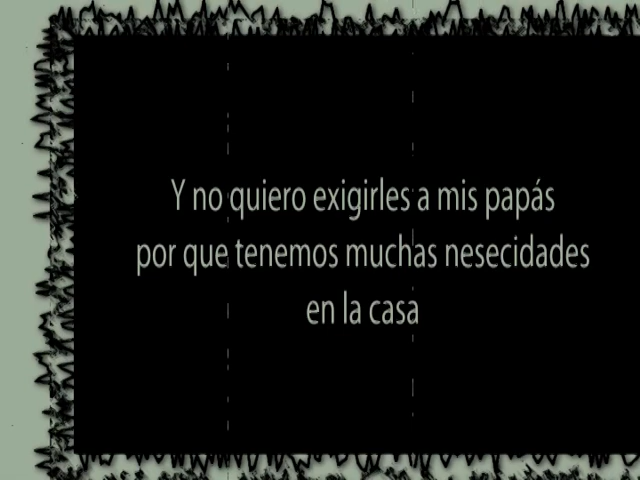 Y no quiero exigirles a mis papás
por que tenemos muchas nesecidades
en la casa